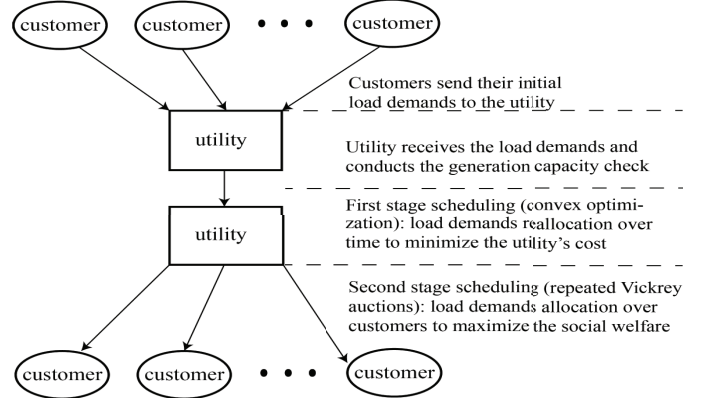 customer customer • • • customer
Customers send their initial
load demands to the utility
utility
Utility receives the load demands and
conducts the generation capacity check
utility
First stage scheduling (convex optimi-
zation): load demands reallocation over
time to minimize the utility's cost
Second stage scheduling (repeated Vickrey
auctions): load demands allocation over
customers to maximize the social welfare
customer customer • • • customer